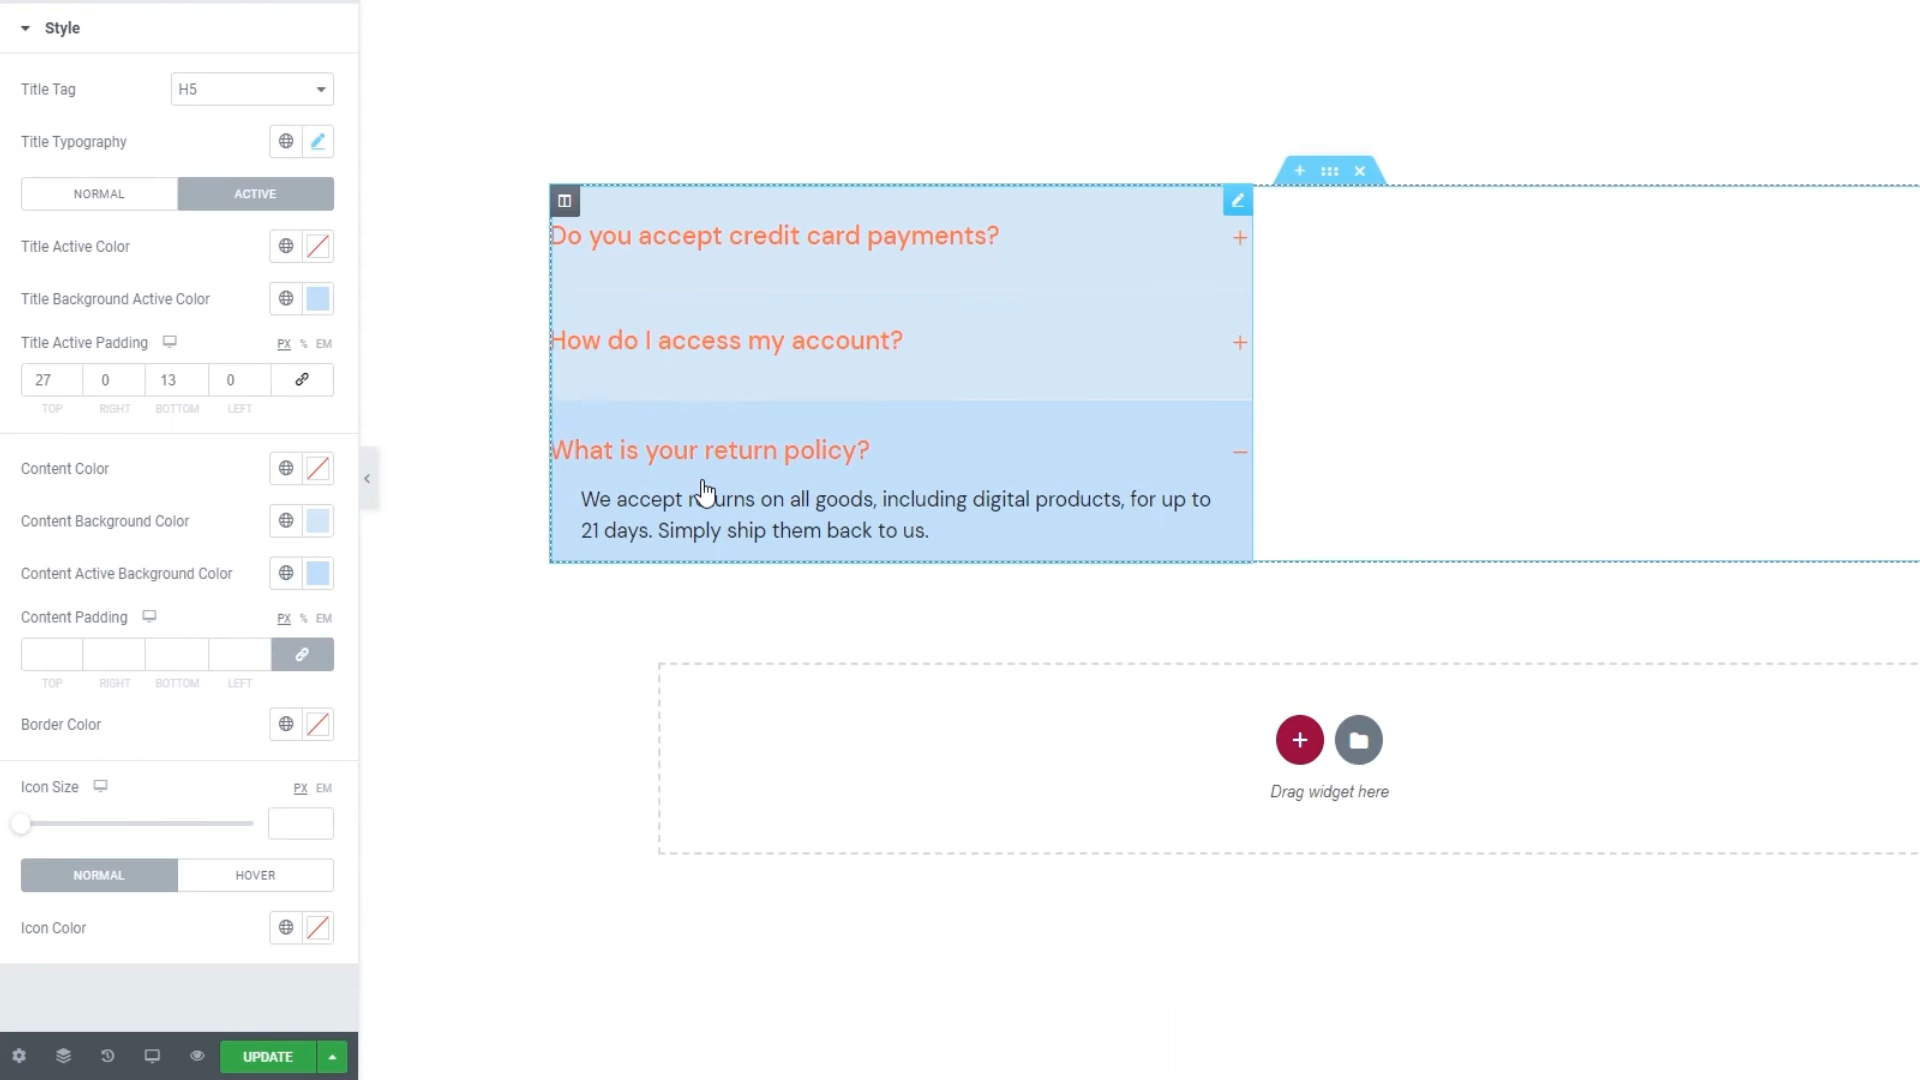 Style
Title Tag
H5
Title Typography
NORMAL
ACTIVE
Title Active Color
Title Background Active Color
Title Active Padding
PX % EM
27 0 13 0
TOP RIGHT BOTTOM LEFT
Content Color
Content Background Color
Content Active Background Color
Content Padding
PX % EM
TOP RIGHT BOTTOM LEFT
Border Color
Icon Size
PX EM
NORMAL
HOVER
Icon Color
UPDATE
Do you accept credit card payments?
How do I access my account?
What is your return policy?
We accept returns on all goods, including digital products, for up to
21 days. Simply ship them back to us.
Drag widget here